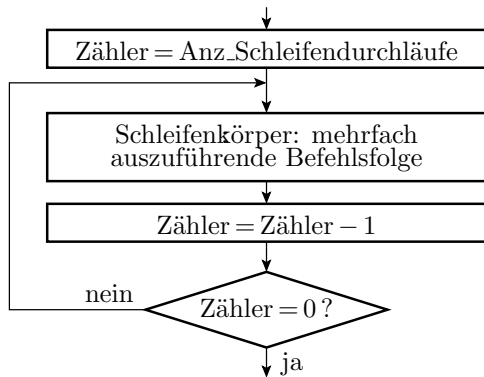 Zähler = Anz_Schleifendurchläufe
Schleifenkörper: mehrfach
auszuführende Befehlsfolge
Zähler = Zähler − 1
nein
Zähler = 0 ?
ja